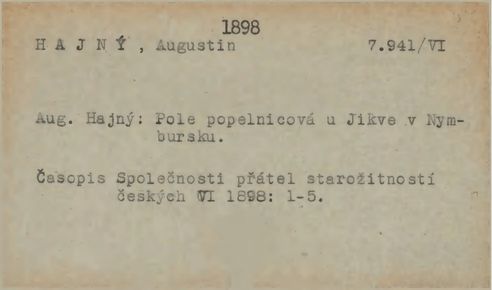 1898
H A J N Ý , Augustin 7.941/VI
Aug. Hajný: Pole popelnicová u Jikve v Nym-
bursku.
Časopis Společnosti přátel starožitností
českých VI 1898: 1-5.